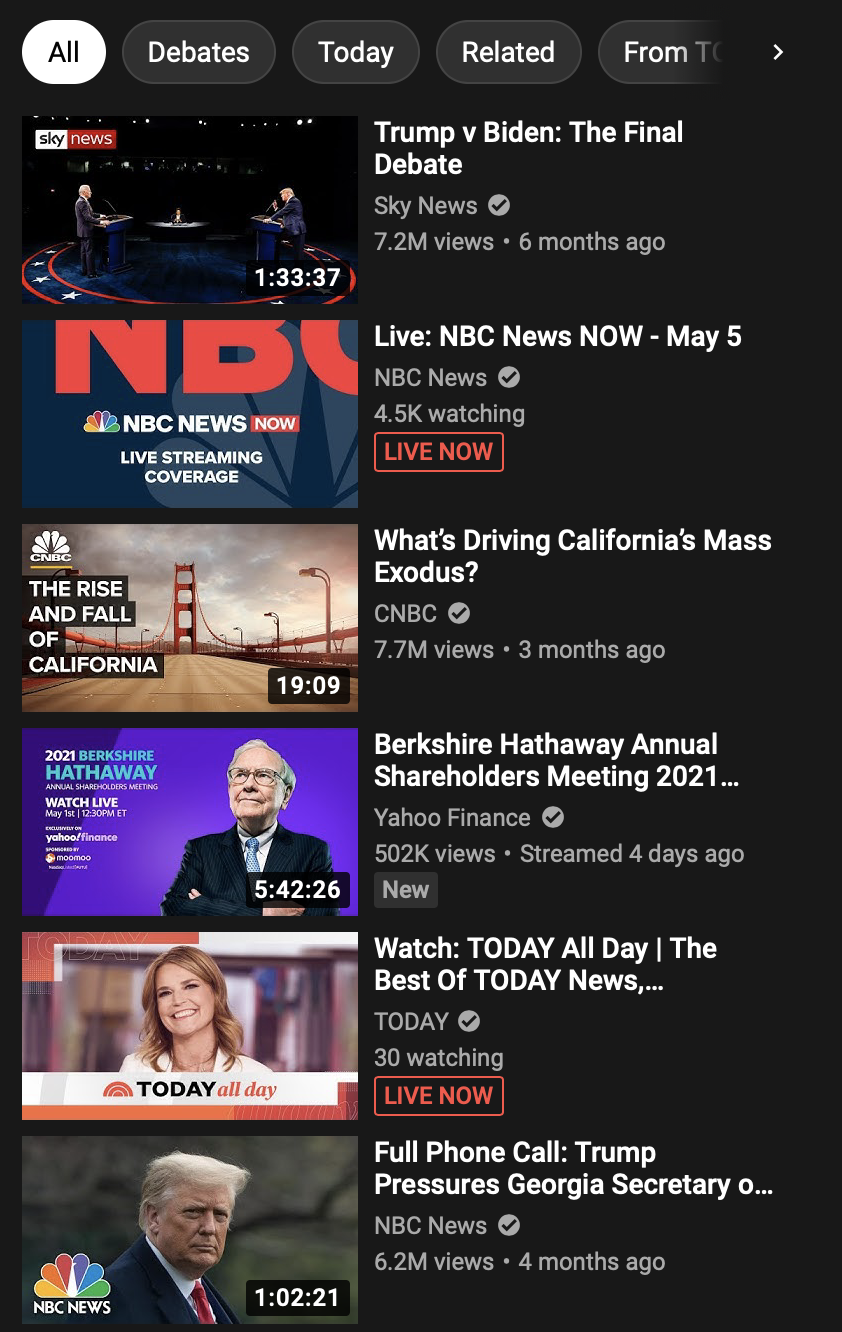 All
Debates
Today
Related
From TO
sky news
1:33:37
Trump v Biden: The Final
Debate
Sky News
7.2M views • 6 months ago
NBC
NBC NEWS NOW
LIVE STREAMING
COVERAGE
Live: NBC News NOW - May 5
NBC News
4.5K watching
LIVE NOW
CNBC
THE RISE
AND FALL
OF
CALIFORNIA
19:09
What's Driving California's Mass
Exodus?
CNBC
7.7M views • 3 months ago
2021 BERKSHIRE
HATHAWAY
ANNUAL SHAREHOLDERS MEETING
WATCH LIVE
May 1st | 12:30PM ET
EXCLUSIVELY ON
yahoo!finance
SPONSORED BY
moomoo
5:42:26
Berkshire Hathaway Annual
Shareholders Meeting 2021...
Yahoo Finance
502K views • Streamed 4 days ago
New
TODAY
TODAY all day
Watch: TODAY All Day | The
Best Of TODAY News,...
TODAY
30 watching
LIVE NOW
NBC NEWS
1:02:21
Full Phone Call: Trump
Pressures Georgia Secretary o...
NBC News
6.2M views • 4 months ago